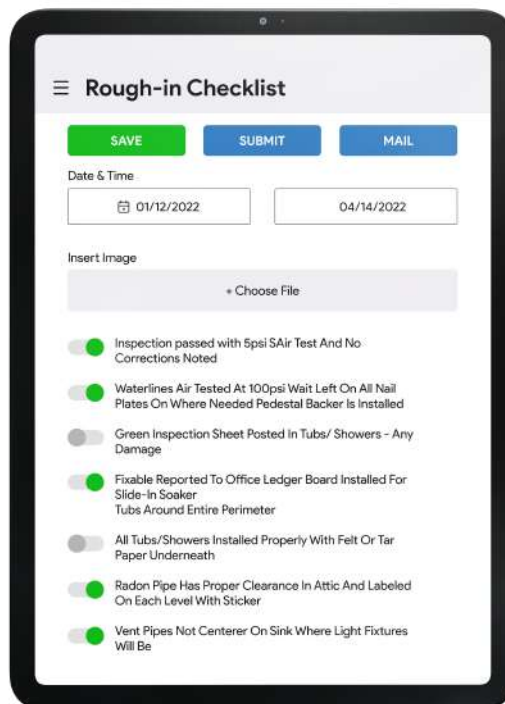 Rough-in Checklist
SAVE
SUBMIT
MAIL
Date & Time
01/12/2022
04/14/2022
Insert Image
+ Choose File
Inspection passed with 5psi SAir Test And No
Corrections Noted
Waterlines Air Tested At 100psi Wait Left On All Nail
Plates On Where Needed Pedestal Backer Is Installed
Green Inspection Sheet Posted In Tubs/ Showers - Any
Damage
Fixable Reported To Office Ledger Board Installed For
Slide-In Soaker
Tubs Around Entire Perimeter
All Tubs/Showers Installed Properly With Felt Or Tar
Paper Underneath
Radon Pipe Has Proper Clearance In Attic And Labeled
On Each Level With Sticker
Vent Pipes Not Centerer On Sink Where Light Fixtures
Will Be